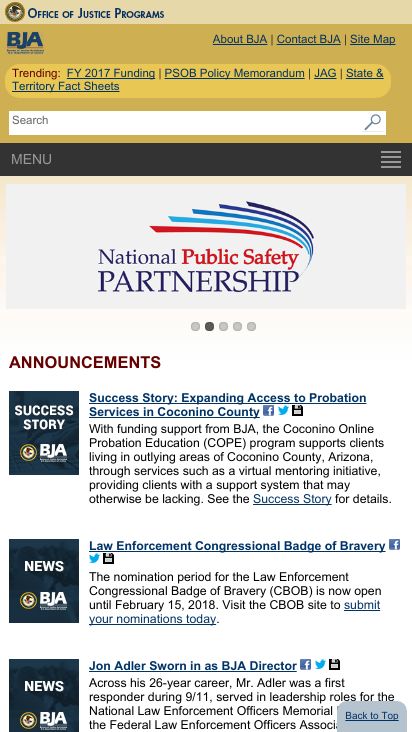 OFFICE OF JUSTICE PROGRAMS
BJA
About BJA | Contact BJA | Site Map
Trending: FY 2017 Funding | PSOB Policy Memorandum | JAG | State &
Territory Fact Sheets
Search
MENU
National Public Safety
PARTNERSHIP
ANNOUNCEMENTS
SUCCESS
STORY
BJA
Success Story: Expanding Access to Probation
Services in Coconino County
With funding support from BJA, the Coconino Online
Probation Education (COPE) program supports clients
living in outlying areas of Coconino County, Arizona,
through services such as a virtual mentoring initiative,
providing clients with a support system that may
otherwise be lacking. See the Success Story for details.
NEWS
BJA
Law Enforcement Congressional Badge of Bravery
The nomination period for the Law Enforcement
Congressional Badge of Bravery (CBOB) is now open
until February 15, 2018. Visit the CBOB site to submit
your nominations today.
NEWS
BJA
Jon Adler Sworn in as BJA Director
Across his 26-year career, Mr. Adler was a first
responder during 9/11, served in leadership roles for the
National Law Enforcement Officers Memorial
the Federal Law Enforcement Officers
Back to Top